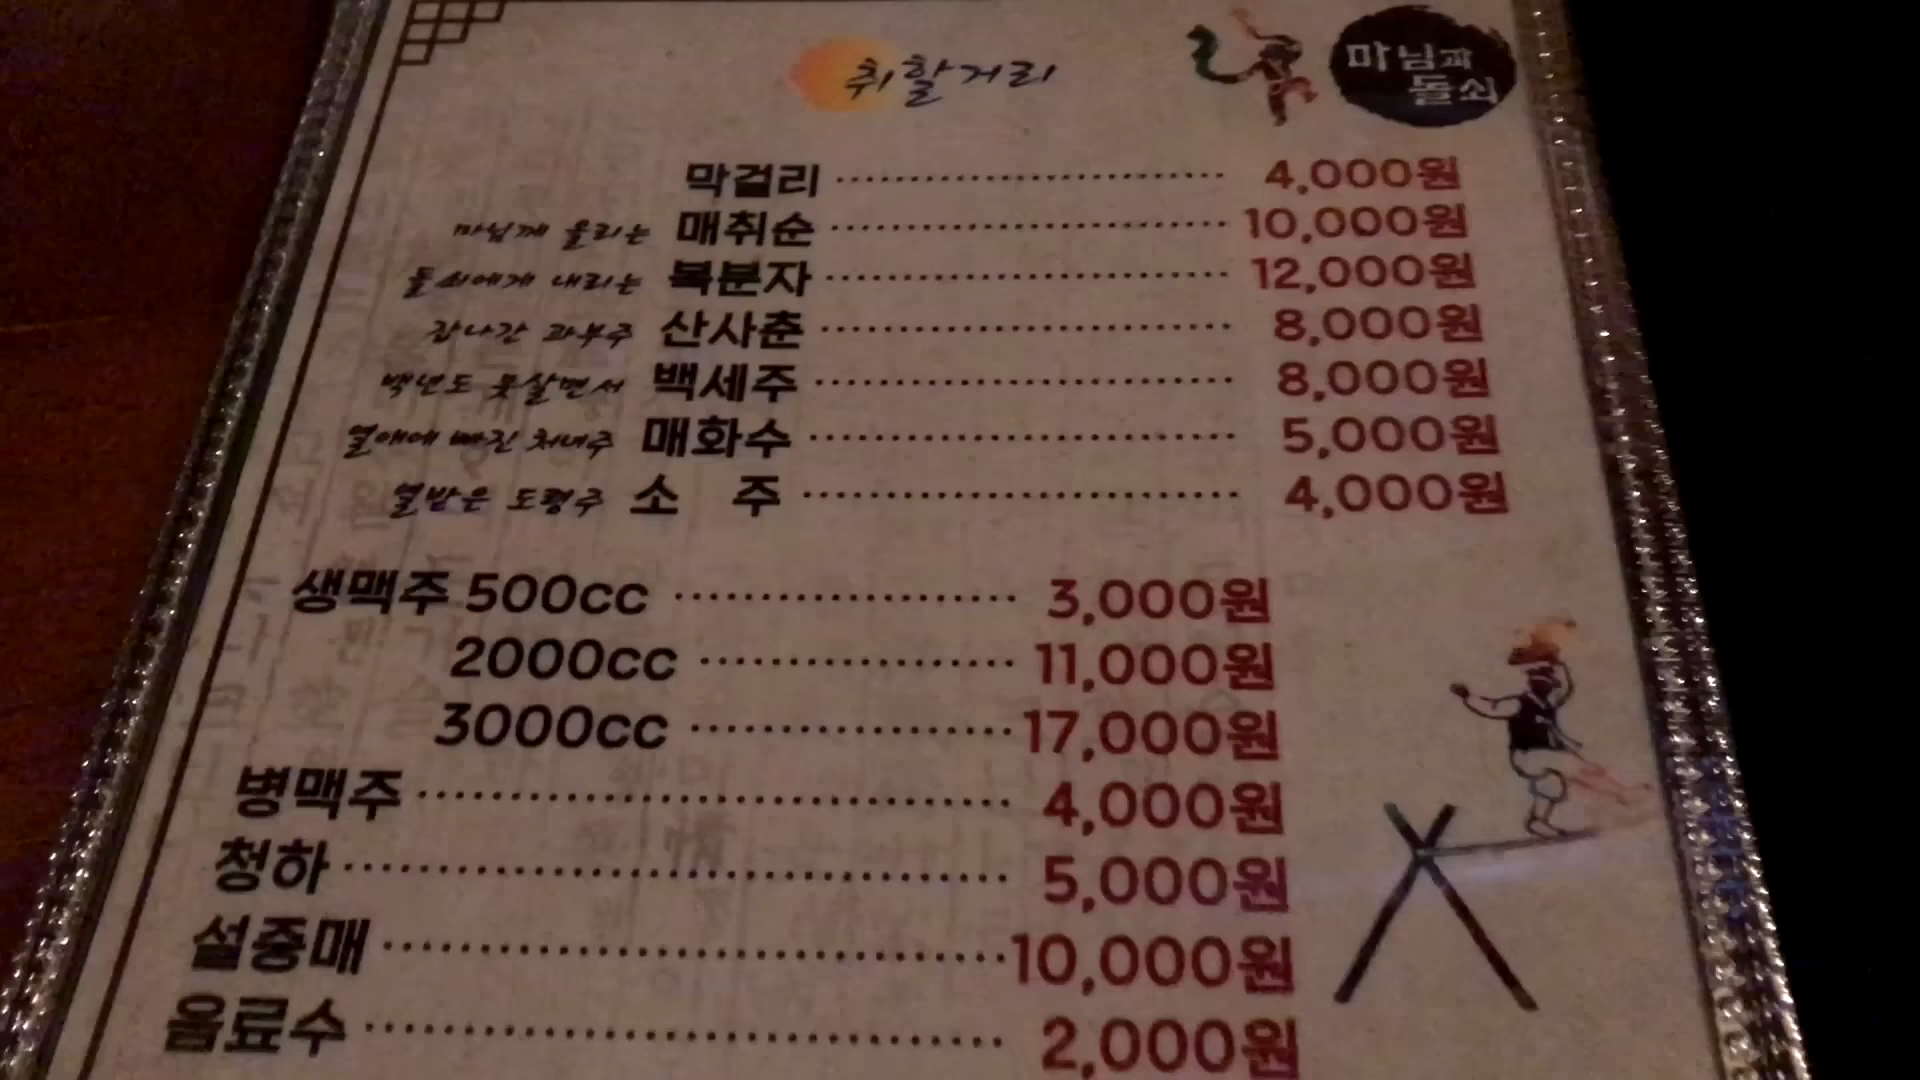 취할거리
마님과
돌쇠
막걸리 4,000원
마님께 올리는 매취순 10,000원
돌쇠에게 내리는 복분자 12,000원
잘나간 과부주 산사춘 8,000원
백년도 못살면서 백세주 8,000원
열애에 빠진 처녀주 매화수 5,000원
열받은 도령주 소 주 4,000원
생맥주 500cc 3,000원
2000cc 11,000원
3000cc 17,000원
병맥주 4,000원
청하 5,000원
설중매 10,000원
음료수 2,000원